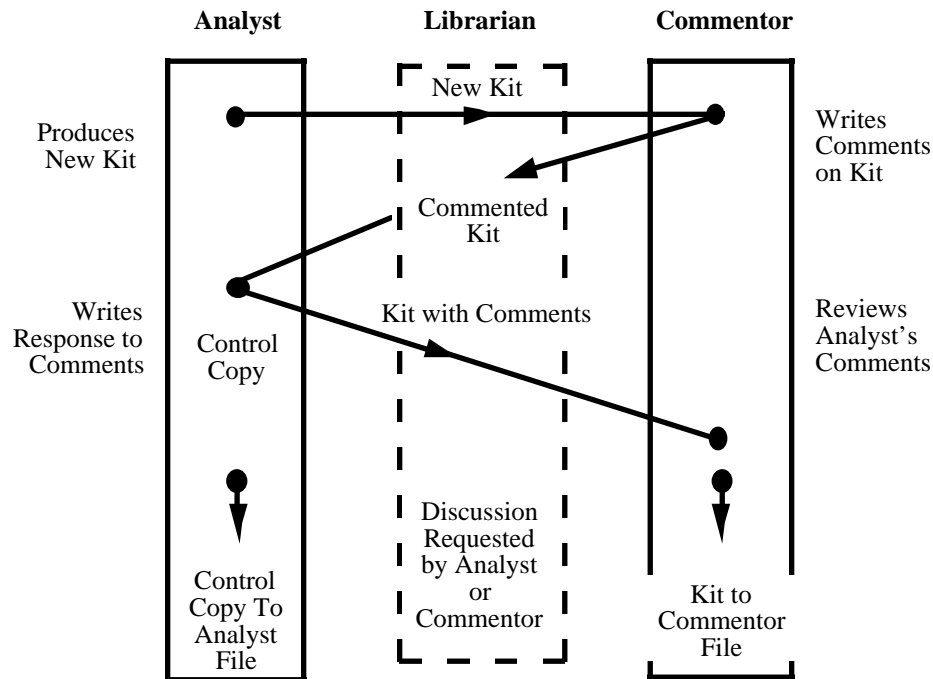 Analyst
Librarian
Commentor
New Kit
Produces
New Kit
Writes
Comments
on Kit
Commented
Kit
Kit with Comments
Writes
Response to
Comments
Control
Copy
Reviews
Analyst's
Comments
Discussion
Requested
by Analyst
or
Commentor
Control
Copy To
Analyst
File
Kit to
Commentor
File